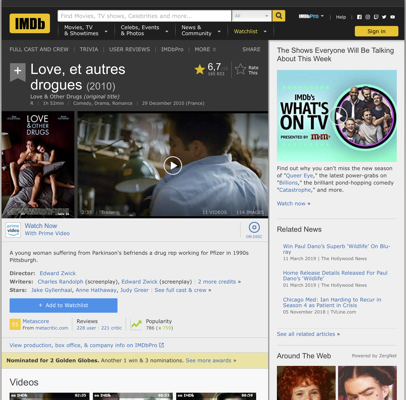 IMDb
Find Movies, TV shows, Celebrities and more...
All
Movies, TV & Showtimes
Celebs, Events & Photos
News & Community
Watchlist
IMDbPro
Help
Sign in
FULL CAST AND CREW | TRIVIA | USER REVIEWS | IMDbPro | MORE
SHARE
Love, et autres drogues (2010)
Love & Other Drugs (original title)
R | 1h 52min | Comedy, Drama, Romance | 29 December 2010 (France)
6,7
Rate This
LOVE & OTHER DRUGS
Trailer
11 VIDEOS
114 IMAGES
prime video
Watch Now
With Prime Video
ON DISC
A young woman suffering from Parkinson's befriends a drug rep working for Pfizer in 1990s Pittsburgh.
Director: Edward Zwick
Writers: Charles Randolph (screenplay), Edward Zwick (screenplay) | 2 more credits »
Stars: Jake Gyllenhaal, Anne Hathaway, Judy Greer | See full cast & crew »
+ Add to Watchlist
Metascore
From metacritic.com
Reviews
228 user | 221 critic
Popularity
View production, box office, & company info on IMDbPro
Nominated for 2 Golden Globes. Another 1 win & 3 nominations. See more awards »
Videos
The Shows Everyone Will Be Talking About This Week
IMDb's
WHAT'S ON TV
PRESENTED BY
Find out why you can't miss the new season of "Queer Eye," the latest power-grabs on "Billions," the brilliant pond-hopping comedy "Catastrophe," and more.
Watch now »
Related News
Win Paul Dano's Superb 'Wildlife' On Blu-ray
11 March 2019 | The Hollywood News
Home Release Details Released For Paul Dano's 'Wildlife'
01 March 2019 | The Hollywood News
Chicago Med: Ian Harding to Recur in Season 4 as Patient in Crisis
05 November 2018 | TVLine.com
See all related articles »
Around The Web
Powered by ZergNet